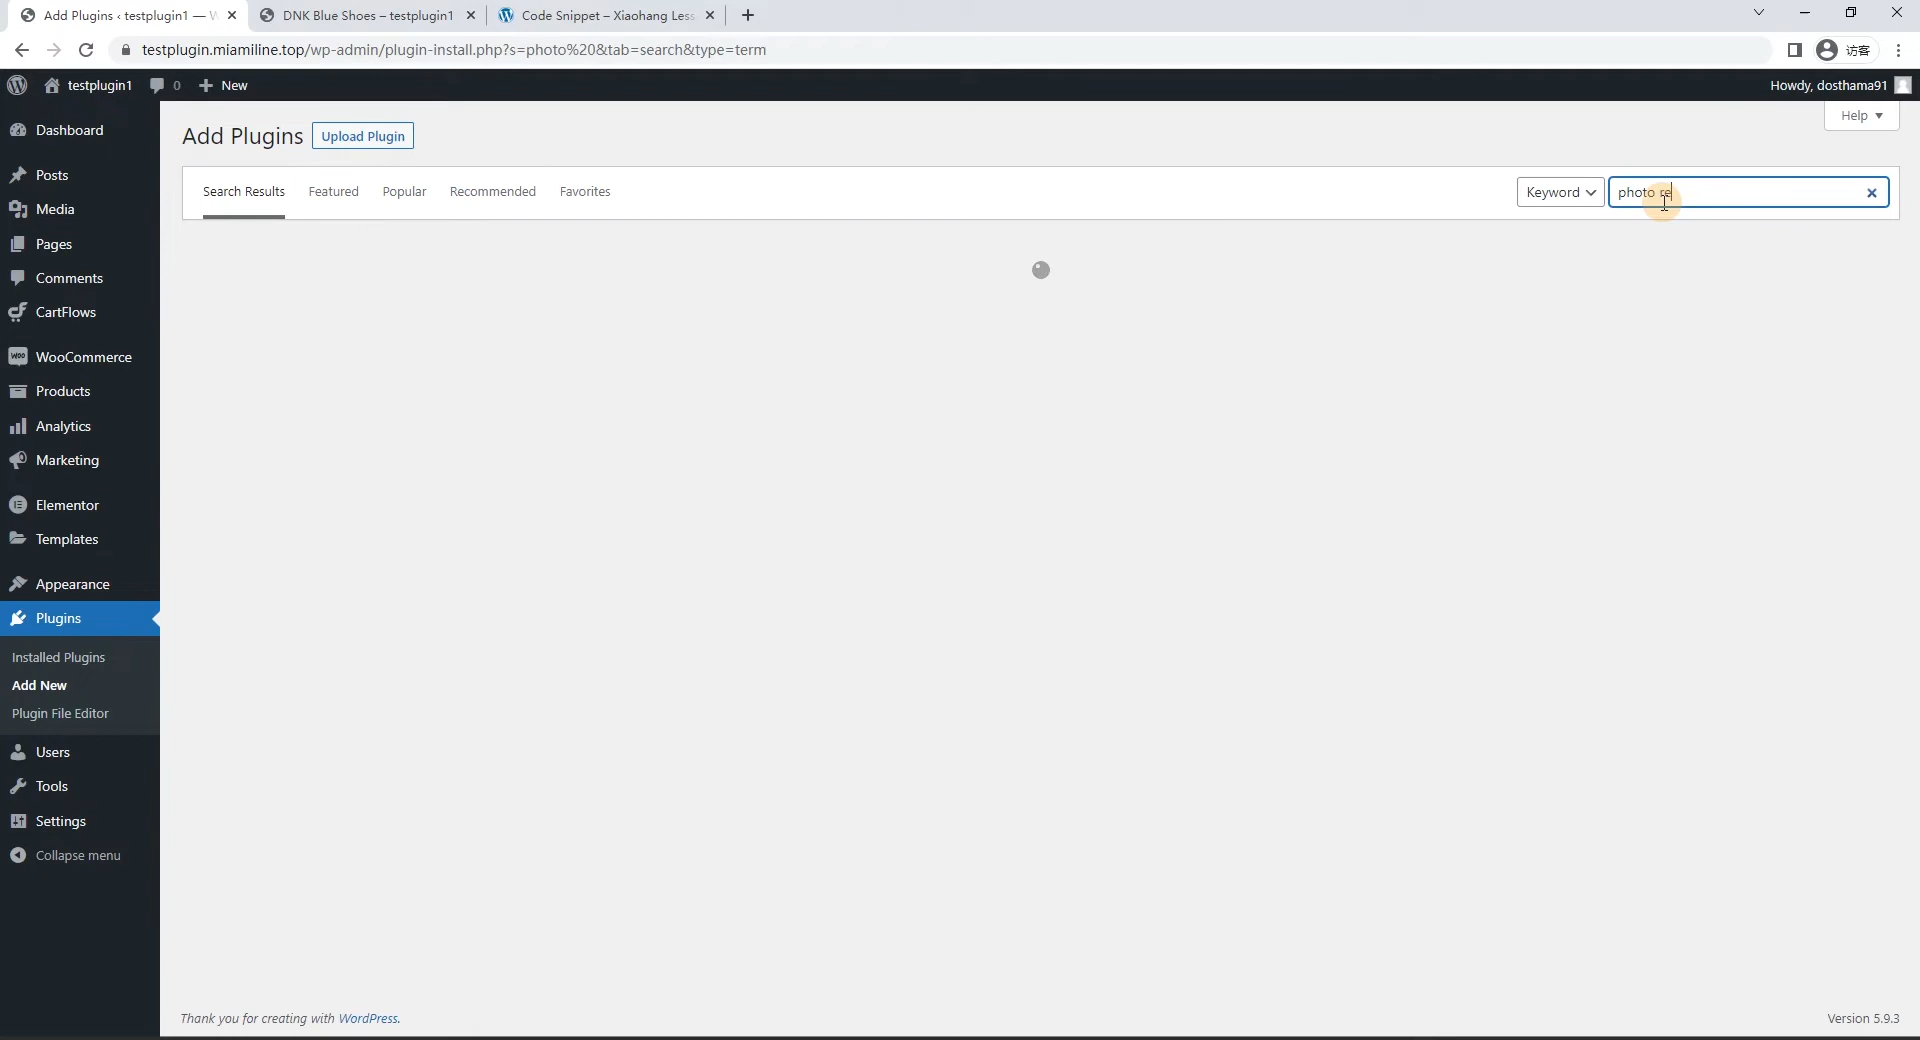 Add Plugins ‹ testplugin1 — W
DNK Blue Shoes – testplugin1
Code Snippet – Xiaohang Less
testplugin.miamiline.top/wp-admin/plugin-install.php?s=photo%20&tab=search&type=term
访客
testplugin1
0
New
Howdy, dosthama91
Help
Add Plugins
Upload Plugin
Search Results
Featured
Popular
Recommended
Favorites
Keyword
photo re
Dashboard
Posts
Media
Pages
Comments
CartFlows
WooCommerce
Products
Analytics
Marketing
Elementor
Templates
Appearance
Plugins
Installed Plugins
Add New
Plugin File Editor
Users
Tools
Settings
Collapse menu
Thank you for creating with WordPress.
Version 5.9.3